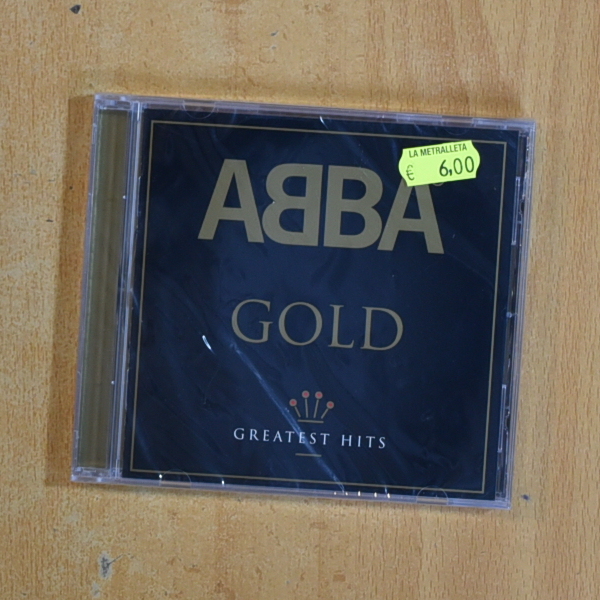 LA METRALLETA
€ 6,00
ABBA
GOLD
GREATEST HITS